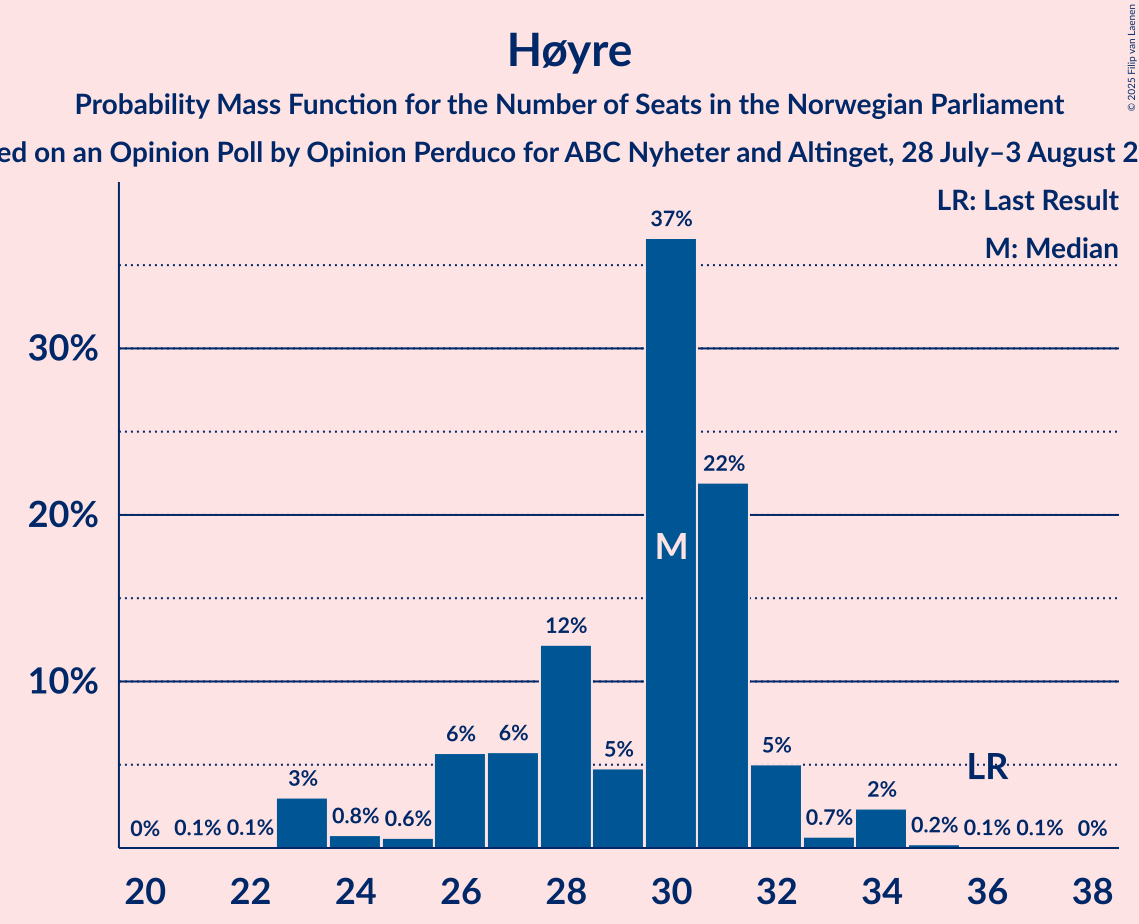 Høyre
Probability Mass Function for the Number of Seats in the Norwegian Parliament
on an Opinion Poll by Opinion Perduco for ABC Nyheter and Altinget, 28 July–3 August
© 2025 Filip van Laenen
LR: Last Result
M: Median
37%
30%
22%
20%
M
12%
10%
6% 6% 5% 5% LR
3% 2%
0% 0.1% 0.1% 0.8% 0.6% 0.7% 0.2% 0.1% 0.1% 0%
20 22 24 26 28 30 32 34 36 38